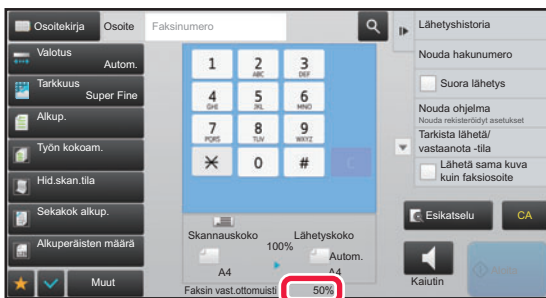 Osoitekirja
Osoite
Faksinumero
Valotus
Autom.
Tarkkuus
Super Fine
Alkup.
Työn kokoam.
Hid.skan.tila
Sekakok alkup.
Alkuperäisten määrä
Muut
1
2
ABC
3
DEF
4
GHI
5
JKL
6
MNO
7
PQRS
8
TUV
9
WXYZ
0
#
C
Skannauskoko
Lähetyskoko
100%
Autom.
A4
A4
Faksin vast.ottomuisti
50%
Lähetyshistoria
Nouda hakunumero
Suora lähetys
Nouda ohjelma
Nouda rekisteröidyt asetukset
Tarkista lähetä/
vastaanota -tila
Lähetä sama kuva
kuin faksiosoite
Esikatselu
CA
Kaiutin